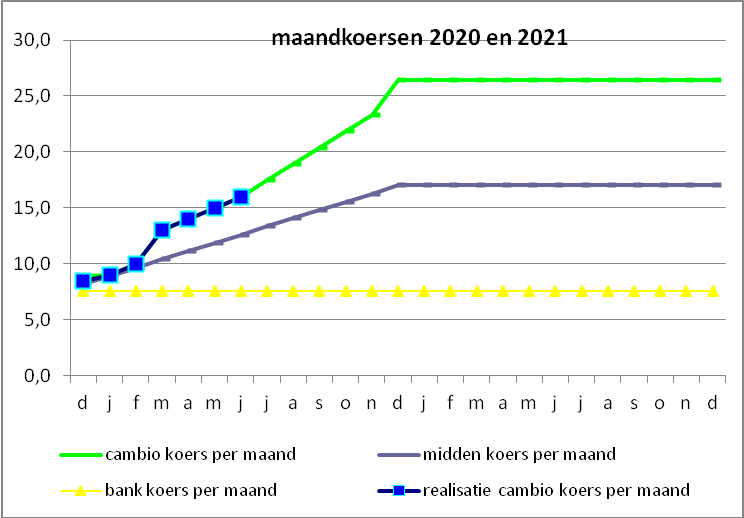 maandkoersen 2020 en 2021
30,0
25,0
20,0
15,0
10,0
5,0
0,0
d j f m a m j j a s o n d j f m a m j j a s o n d
cambio koers per maand midden koers per maand
bank koers per maand realisatie cambio koers per maand